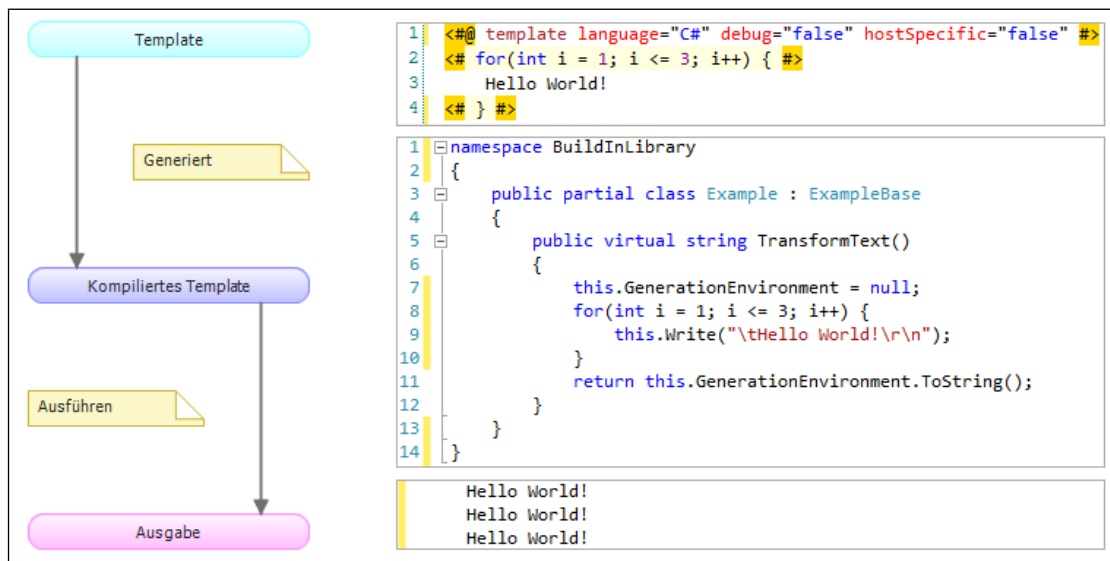 Template
Generiert
Kompiliertes Template
Ausführen
Ausgabe
1 <#@ template language="C#" debug="false" hostSpecific="false" #>
2 <# for(int i = 1; i <= 3; i++) { #>
3     Hello World!
4 <# } #>
1 namespace BuildInLibrary
2 {
3     public partial class Example : ExampleBase
4     {
5         public virtual string TransformText()
6         {
7             this.GenerationEnvironment = null;
8             for(int i = 1; i <= 3; i++) {
9                 this.Write("\tHello World!\r\n");
10             }
11             return this.GenerationEnvironment.ToString();
12         }
13     }
14 }
Hello World!
Hello World!
Hello World!